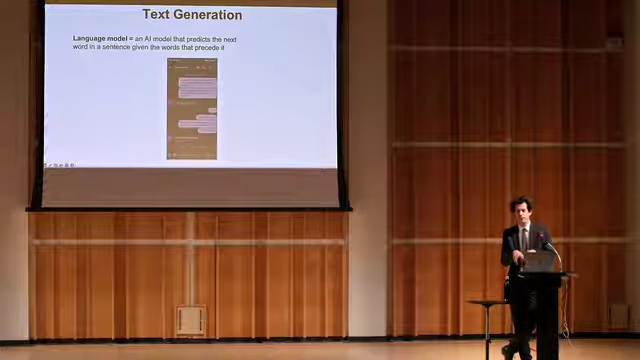 Text Generation
Language model = an AI model that predicts the next
word in a sentence given the words that precede it